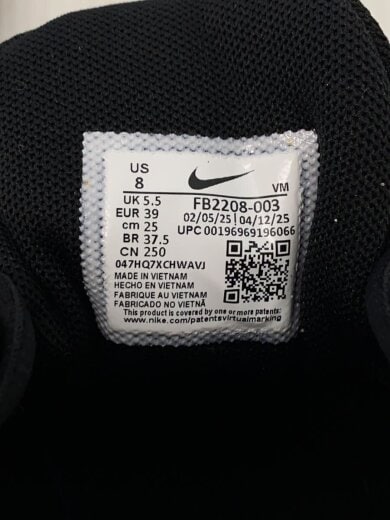 US
8
VM
UK 5.5
FB2208-003
EUR 39
02/05/25 | 04/12/25
cm 25
UPC 00196969196066
BR 37.5
CN 250
047HQ7XCHWAVJ
MADE IN VIETNAM
HECHO EN VIETNAM
FABRIQUE AU VIETNAM
FABRICADO NO VIETNÃ
This product is covered by one or more patents:
www.nike.com/patentsvirtualmarking